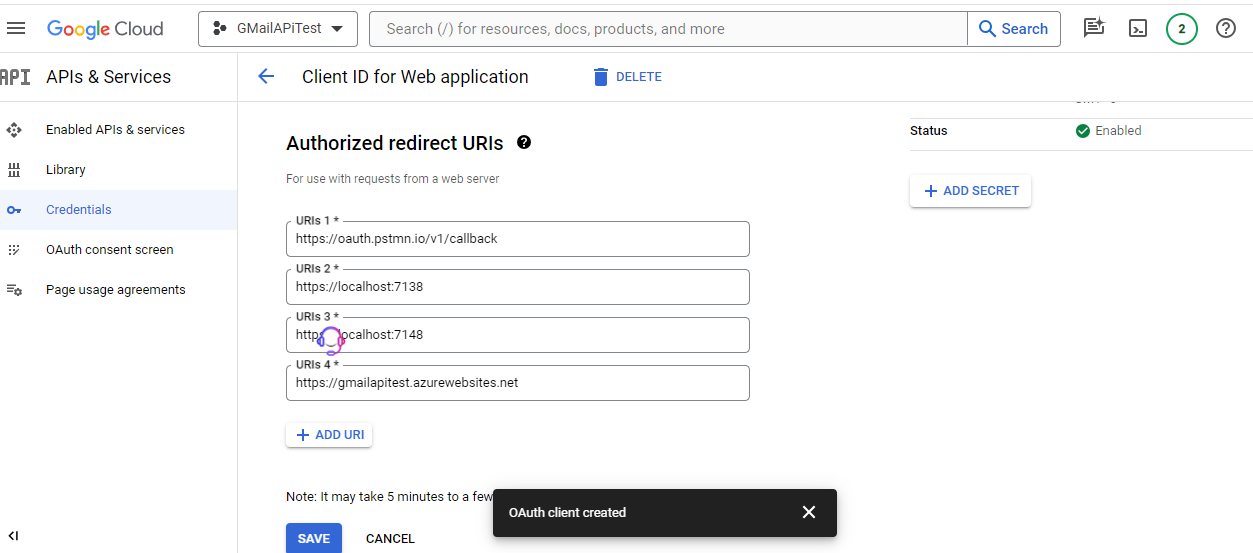 Google Cloud
GMailAPiTest
Search (/) for resources, docs, products, and more
Search
2
API
APIs & Services
Client ID for Web application
DELETE
Enabled APIs & services
Library
Credentials
OAuth consent screen
Page usage agreements
Authorized redirect URIs
For use with requests from a web server
URIs 1 *
https://oauth.pstmn.io/v1/callback
URIs 2 *
https://localhost:7138
URIs 3 *
https localhost:7148
URIs 4 *
https://gmailapitest.azurewebsites.net
ADD URI
Note: It may take 5 minutes to a few
SAVE
CANCEL
OAuth client created
Status
Enabled
ADD SECRET